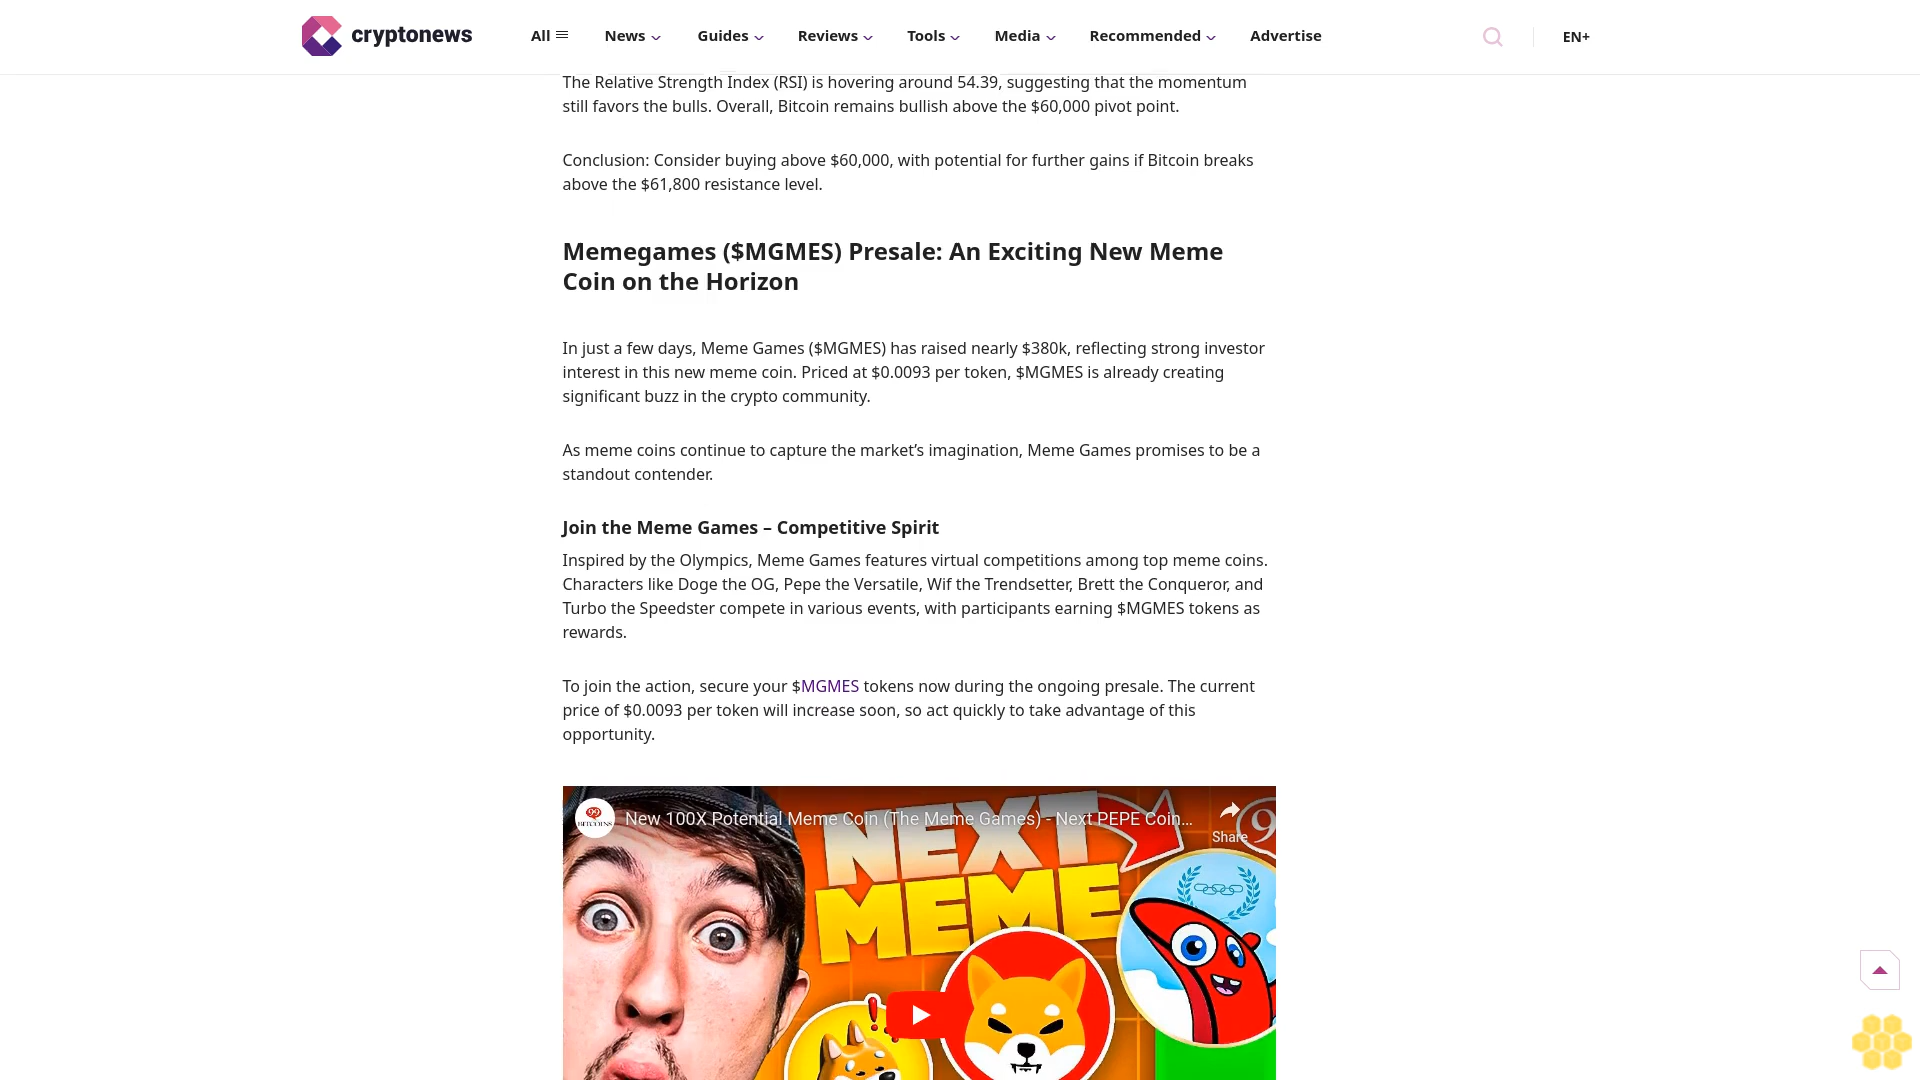 cryptonews
All
News
Guides
Reviews
Tools
Media
Recommended
Advertise
EN+
The Relative Strength Index (RSI) is hovering around 54.39, suggesting that the momentum
still favors the bulls. Overall, Bitcoin remains bullish above the $60,000 pivot point.
Conclusion: Consider buying above $60,000, with potential for further gains if Bitcoin breaks
above the $61,800 resistance level.
Memegames ($MGMES) Presale: An Exciting New Meme
Coin on the Horizon
In just a few days, Meme Games ($MGMES) has raised nearly $380k, reflecting strong investor
interest in this new meme coin. Priced at $0.0093 per token, $MGMES is already creating
significant buzz in the crypto community.
As meme coins continue to capture the market’s imagination, Meme Games promises to be a
standout contender.
Join the Meme Games – Competitive Spirit
Inspired by the Olympics, Meme Games features virtual competitions among top meme coins.
Characters like Doge the OG, Pepe the Versatile, Wif the Trendsetter, Brett the Conqueror, and
Turbo the Speedster compete in various events, with participants earning $MGMES tokens as
rewards.
To join the action, secure your $MGMES tokens now during the ongoing presale. The current
price of $0.0093 per token will increase soon, so act quickly to take advantage of this
opportunity.
99
BITCOINS
New 100X Potential Meme Coin (The Meme Games) - Next PEPE Coin...
Share
NEXT
MEME